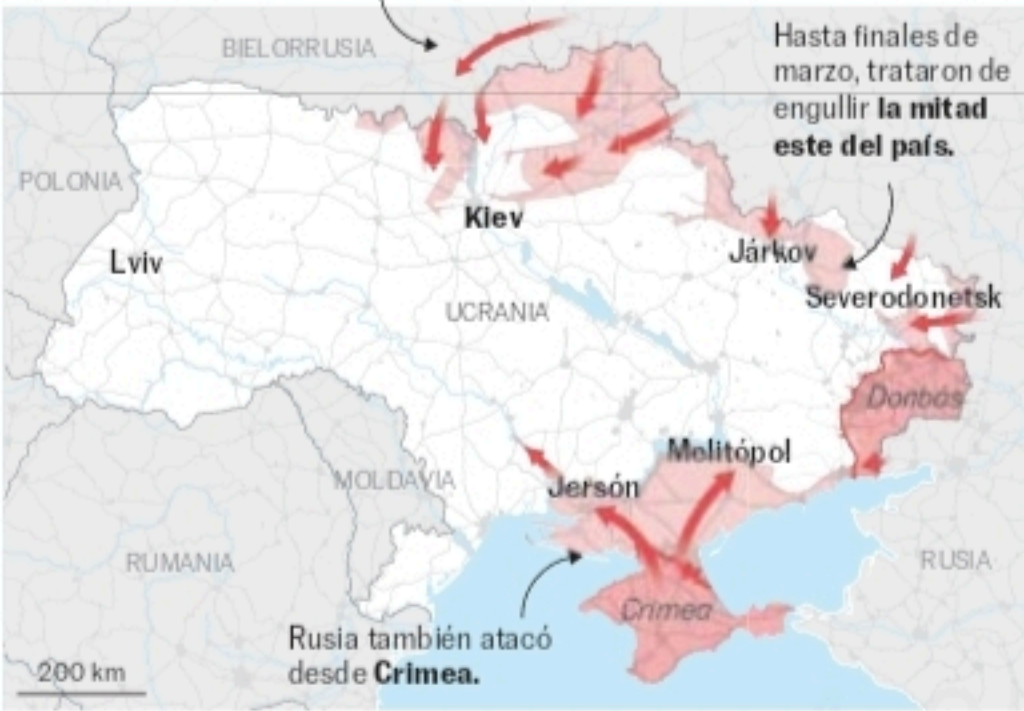 Hasta finales de
marzo, trataron de
engullir la mitad
este del país.
BIELORRUSIA
POLONIA
Kiev
Lviv
Járkov
Severodonetsk
UCRANIA
Donbás
Melitópol
MOLDAVIA
Jersón
RUMANIA
RUSIA
Crimea
Rusia también atacó
desde Crimea.
200 km